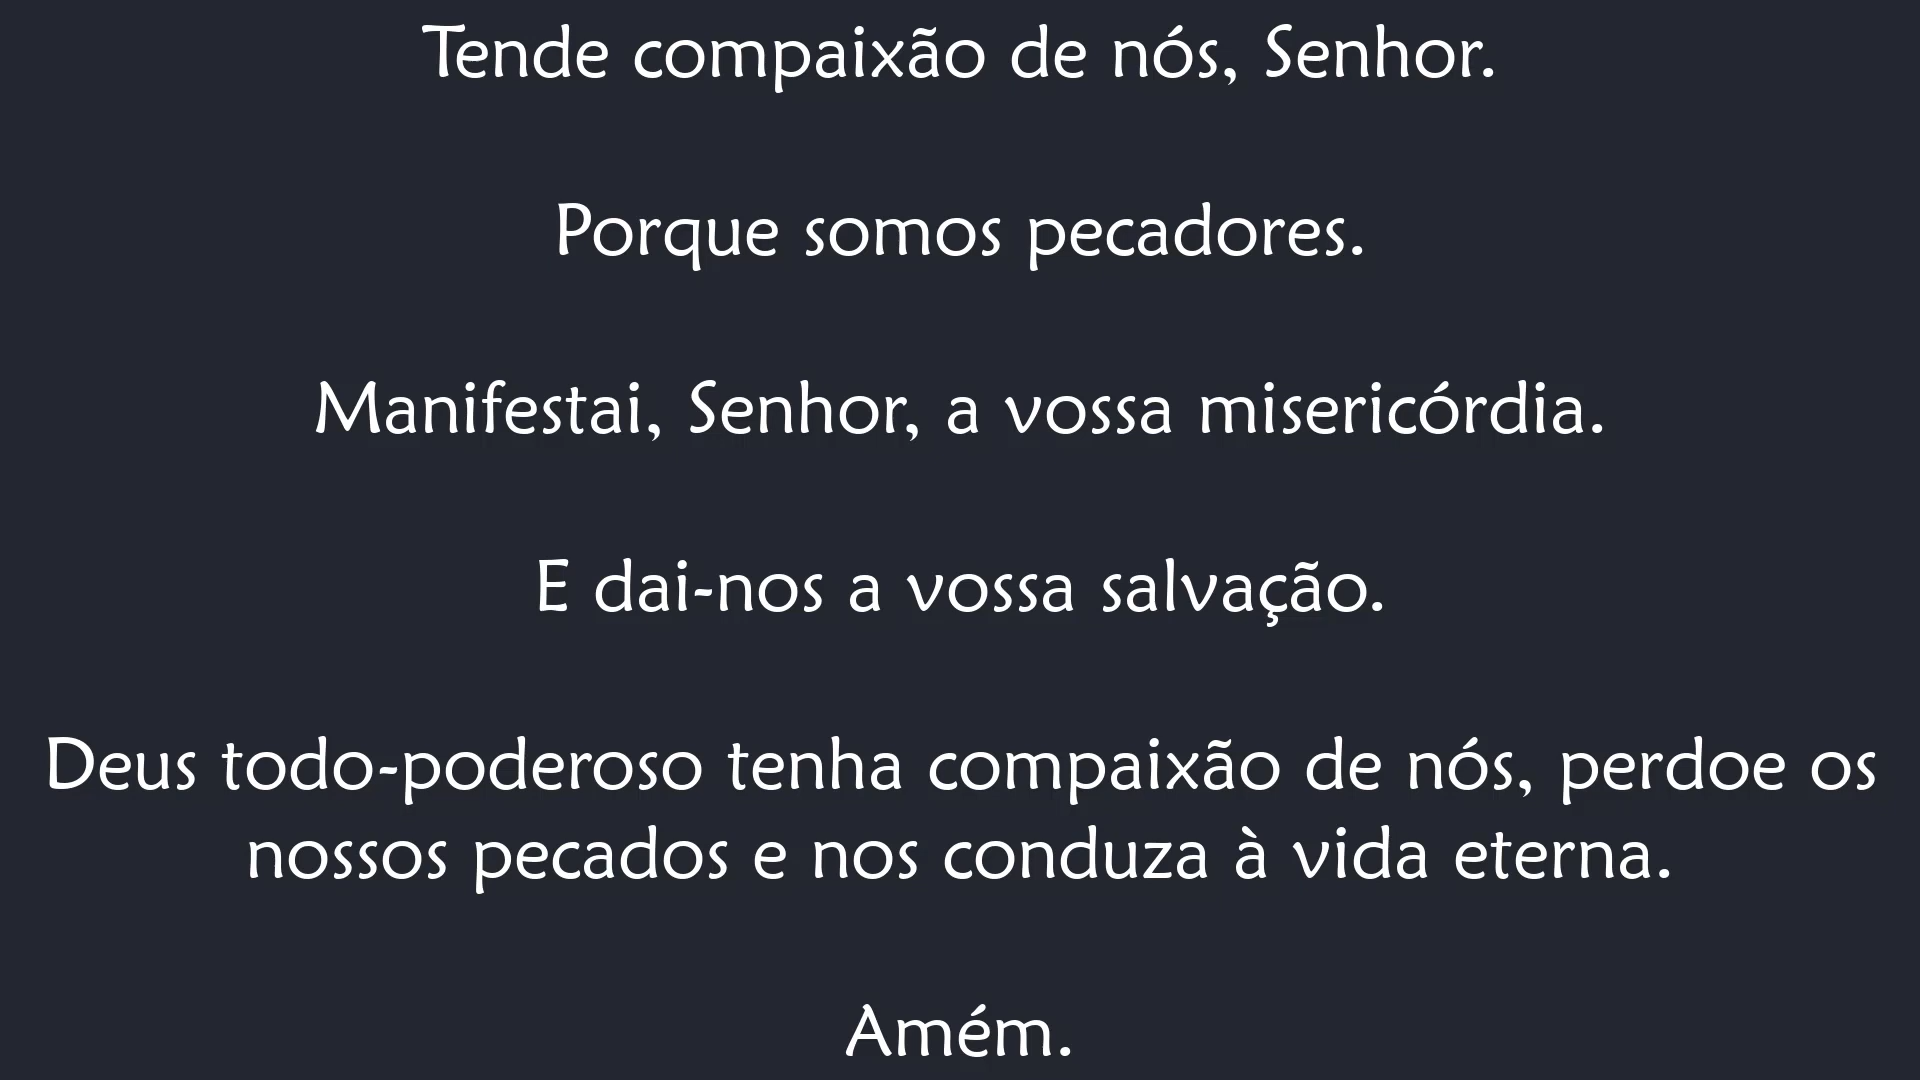 Tende compaixão de nós, Senhor.
Porque somos pecadores.
Manifestai, Senhor, a vossa misericórdia.
E dai-nos a vossa salvação.
Deus todo-poderoso tenha compaixão de nós, perdoe os
nossos pecados e nos conduza à vida eterna.
Amém.